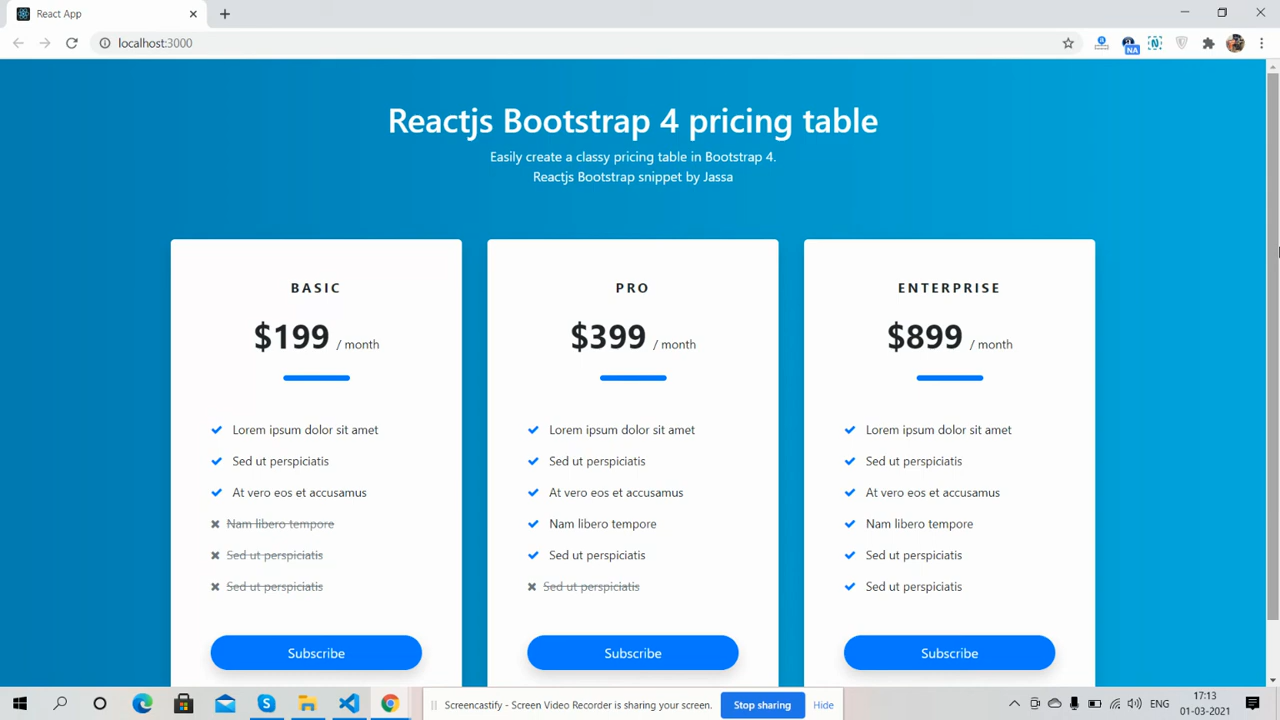 React App
localhost:3000
NA
Reactjs Bootstrap 4 pricing table
Easily create a classy pricing table in Bootstrap 4.
Reactjs Bootstrap snippet by Jassa
BASIC
$199 / month
Lorem ipsum dolor sit amet
Sed ut perspiciatis
At vero eos et accusamus
Nam libero tempore
Sed ut perspiciatis
Sed ut perspiciatis
Subscribe
PRO
$399 / month
Lorem ipsum dolor sit amet
Sed ut perspiciatis
At vero eos et accusamus
Nam libero tempore
Sed ut perspiciatis
Sed ut perspiciatis
Subscribe
ENTERPRISE
$899 / month
Lorem ipsum dolor sit amet
Sed ut perspiciatis
At vero eos et accusamus
Nam libero tempore
Sed ut perspiciatis
Sed ut perspiciatis
Subscribe
Screencastify - Screen Video Recorder is sharing your screen.
Stop sharing
Hide
ENG
17:13
01-03-2021